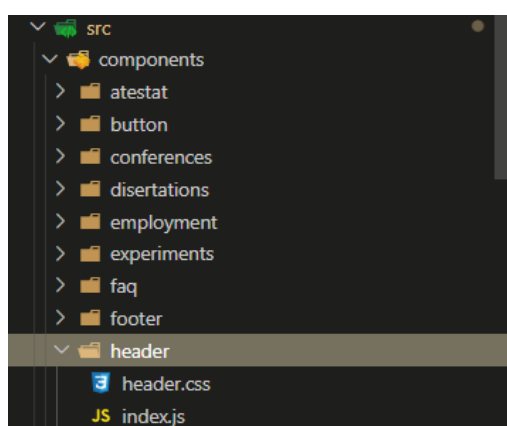 src
components
atestat
button
conferences
disertations
employment
experiments
faq
footer
header
header.css
JS index.js